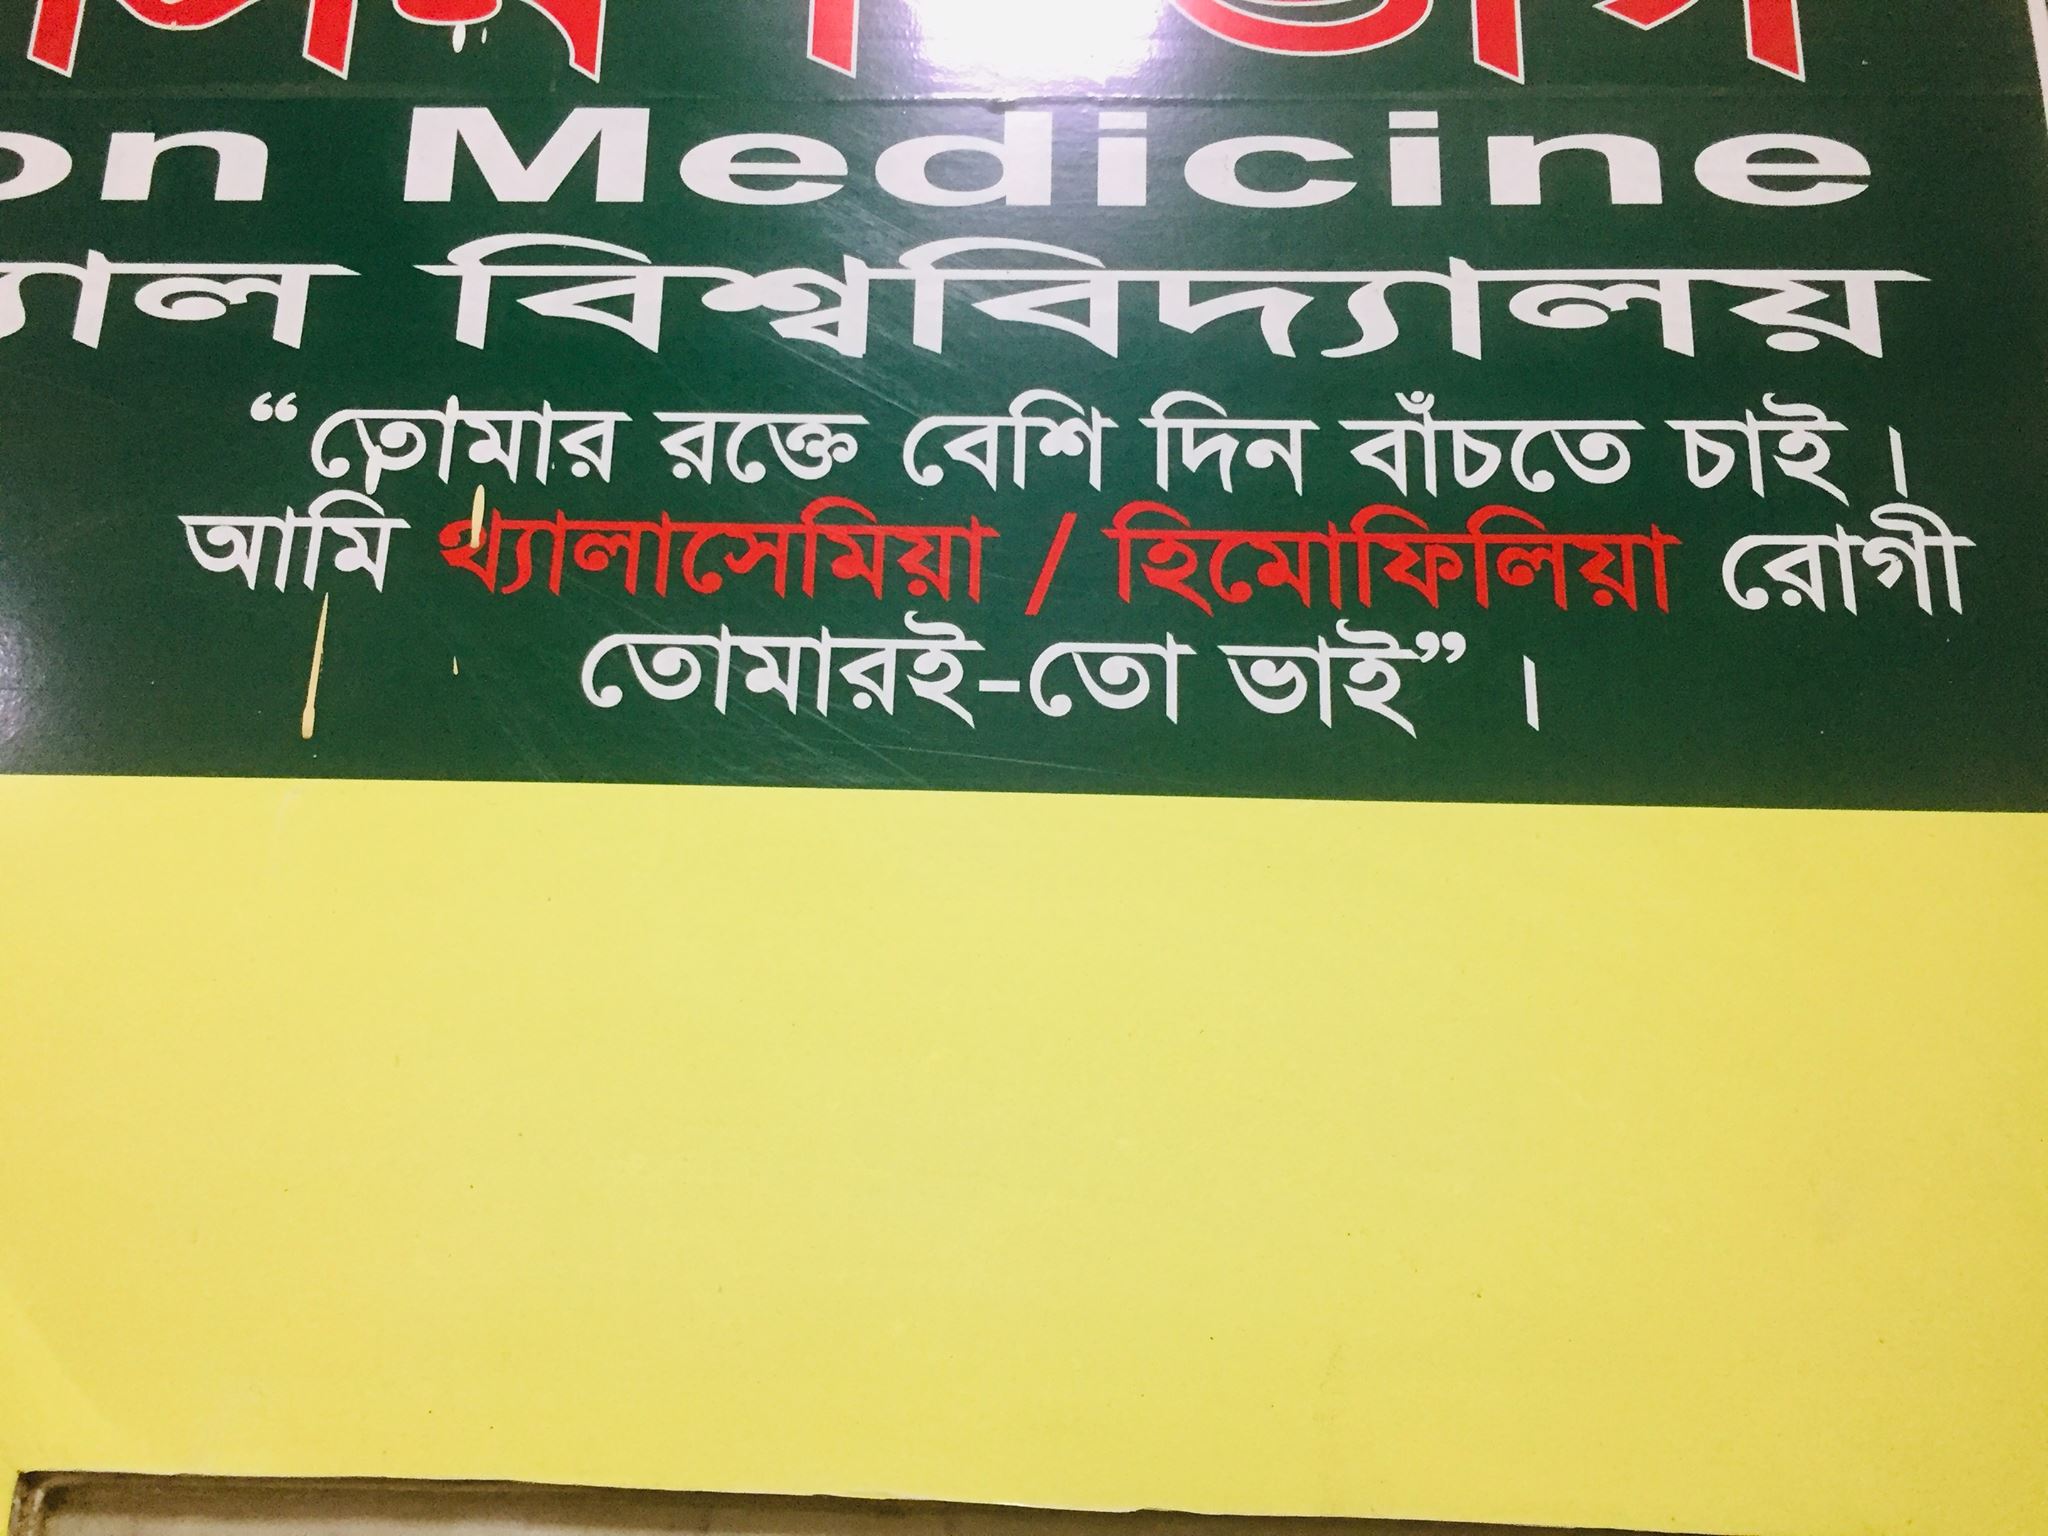 on Medicine
বিশ্ববিদ্যালয়
“তোমার রক্তে বেশি দিন বাঁচতে চাই।
আমি থ্যালাসেমিয়া / হিমোফিলিয়া রোগী
তোমারই-তো ভাই”।